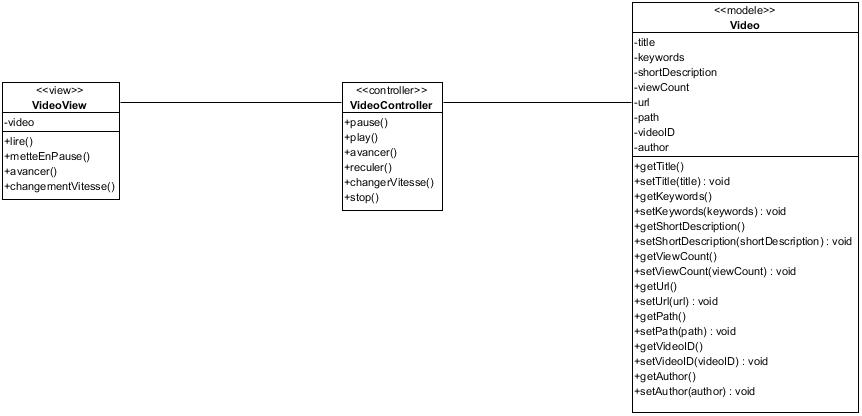 <<view>>
VideoView
-video
+lire()
+metteEnPause()
+avancer()
+changementVitesse()
<<controller>>
VideoController
+pause()
+play()
+avancer()
+reculer()
+changerVitesse()
+stop()
<<modele>>
Video
-title
-keywords
-shortDescription
-viewCount
-url
-path
-videoID
-author
+getTitle()
+setTitle(title) : void
+getKeywords()
+setKeywords(keywords) : void
+getShortDescription()
+setShortDescription(shortDescription) : void
+getViewCount()
+setViewCount(viewCount) : void
+getUrl()
+setUrl(url) : void
+getPath()
+setPath(path) : void
+getVideoID()
+setVideoID(videoID) : void
+getAuthor()
+setAuthor(author) : void